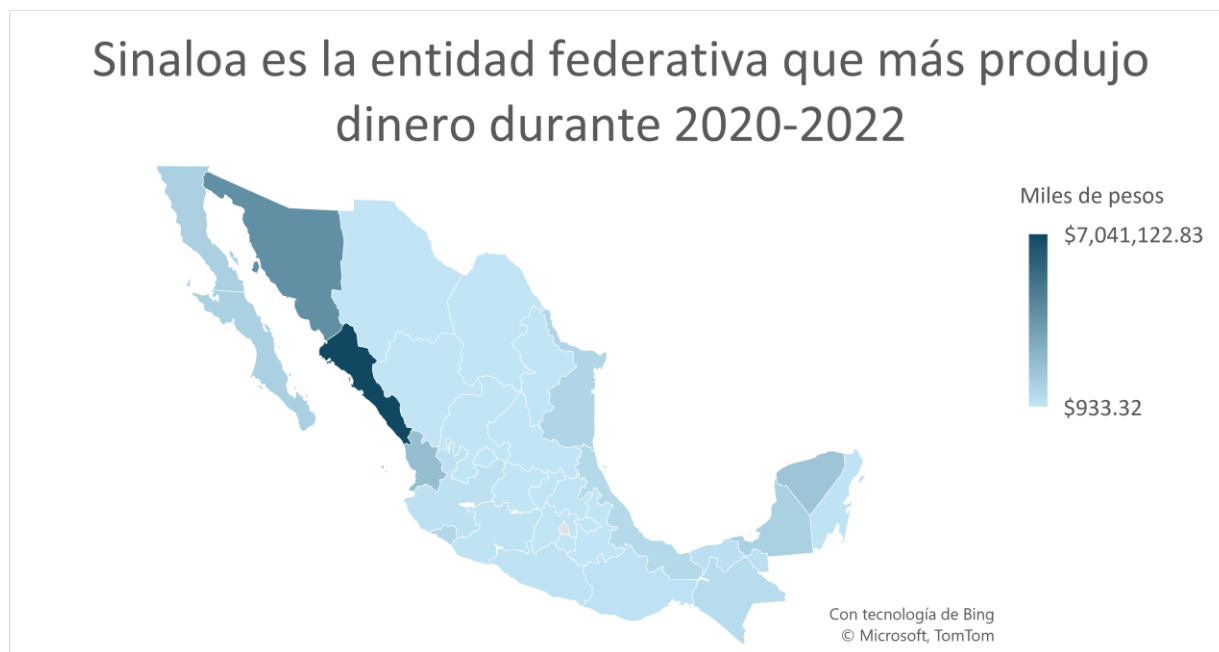 Sinaloa es la entidad federativa que más produjo
dinero durante 2020-2022
Miles de pesos
$7,041,122.83
$933.32
Con tecnología de Bing
© Microsoft, TomTom